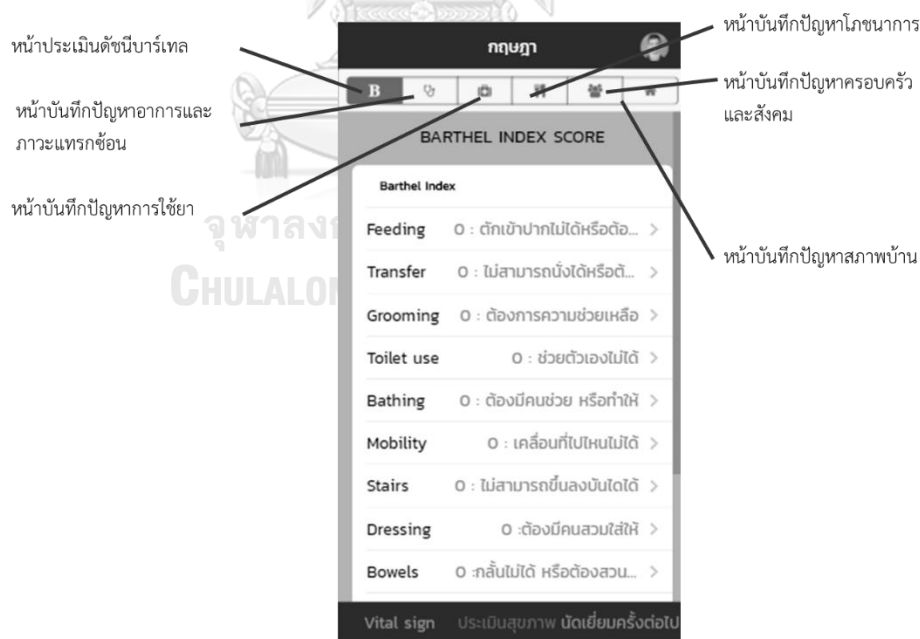 หน้าประเมินดัชนีบาร์เทล
หน้าบันทึกปัญหาอาการและ
ภาวะแทรกซ้อน
หน้าบันทึกปัญหาการใช้ยา
กฤษฎา
B
BARTHEL INDEX SCORE
Barthel Index
Feeding 0 : ตักเข้าปากไม่ได้หรือต้อ...
Transfer 0 : ไม่สามารถนั่งได้หรือต้...
Grooming 0 : ต้องการความช่วยเหลือ
Toilet use 0 : ช่วยตัวเองไม่ได้
Bathing 0 : ต้องมีคนช่วย หรือทำให้
Mobility 0 : เคลื่อนที่ไปไหนไม่ได้
Stairs 0 : ไม่สามารถขึ้นลงบันไดได้
Dressing 0 :ต้องมีคนสวมใส่ให้
Bowels 0 :กลั้นไม่ได้ หรือต้องสวน...
Vital sign ประเมินสุขภาพ นัดเยี่ยมครั้งต่อไป
หน้าบันทึกปัญหาโภชนาการ
หน้าบันทึกปัญหาครอบครัว
และสังคม
หน้าบันทึกปัญหาสภาพบ้าน
จุฬาลงก
CHULALON